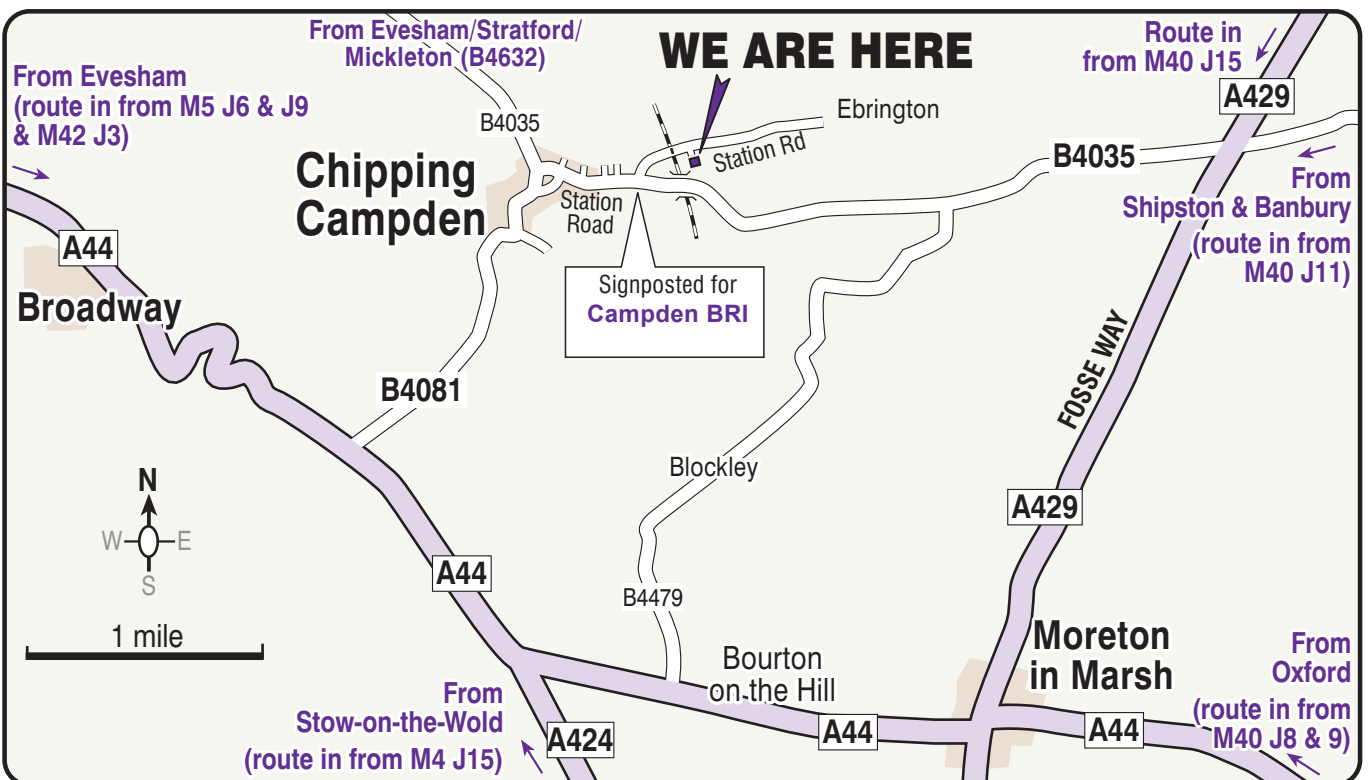 From Evesham/Stratford/
Mickleton (B4632)
WE ARE HERE
Route in
from M40 J15
From Evesham
(route in from M5 J6 & J9
& M42 J3)
A429
B4035
Ebrington
Station Rd
B4035
Chipping
Campden
Station
Road
From
Shipston & Banbury
(route in from
M40 J11)
A44
Broadway
Signposted for
Campden BRI
FOSSE WAY
B4081
Blockley
A429
N
W
E
S
A44
B4479
1 mile
Bourton
on the Hill
Moreton
in Marsh
From
Oxford
(route in from
M40 J8 & 9)
From
Stow-on-the-Wold
(route in from M4 J15)
A424
A44
A44